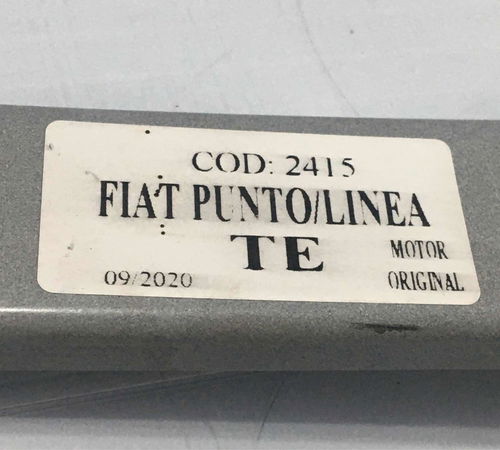 COD: 2415
FIAT PUNTO/LINEA
TE
MOTOR
09/2020
ORIGINAL